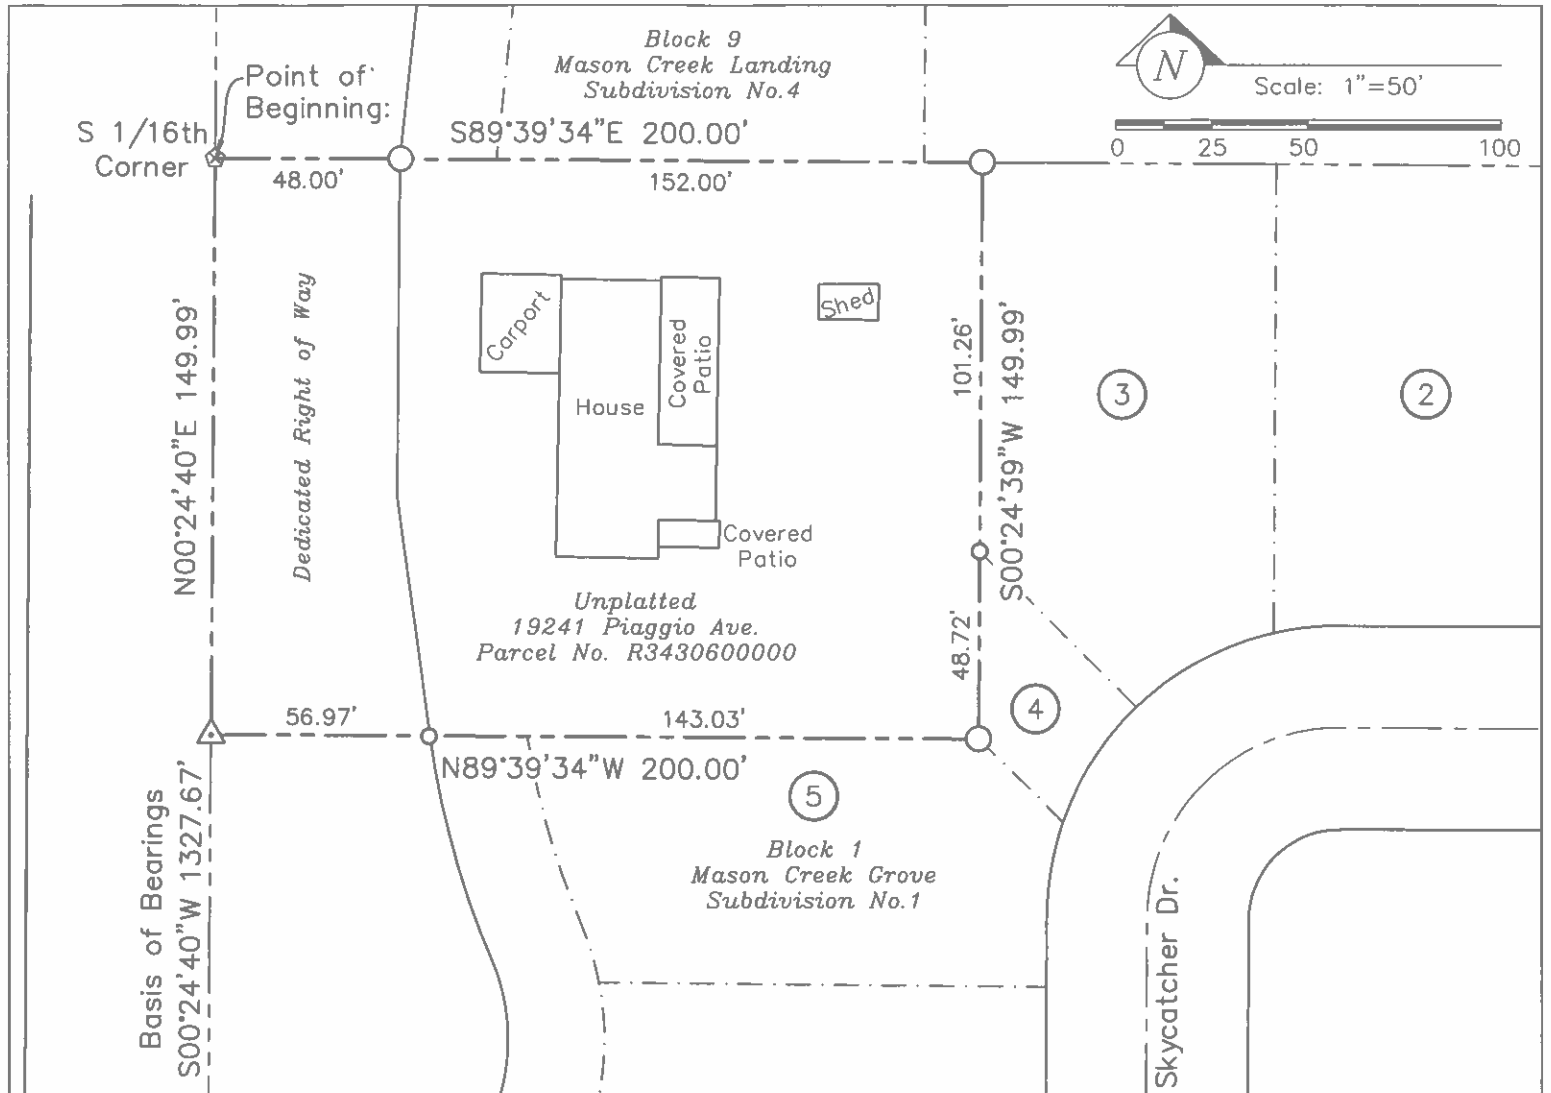 Block 9
Mason Creek Landing
Subdivision No.4
N
Scale: 1"=50'
0 25 50 100
Point of
Beginning:
S 1/16th
Corner
S89°39'34"E 200.00'
48.00'
152.00'
N00°24'40"E 149.99'
Dedicated Right of Way
Carport
House
Covered
Patio
Shed
101.26'
S00°24'39"W 149.99'
3
2
Covered
Patio
Unplatted
19241 Piaggio Ave.
Parcel No. R3430600000
48.72'
4
56.97'
143.03'
N89°39'34"W 200.00'
5
Block 1
Mason Creek Grove
Subdivision No.1
Basis of Bearings
S00°24'40"W 1327.67'
Skycatcher Dr.